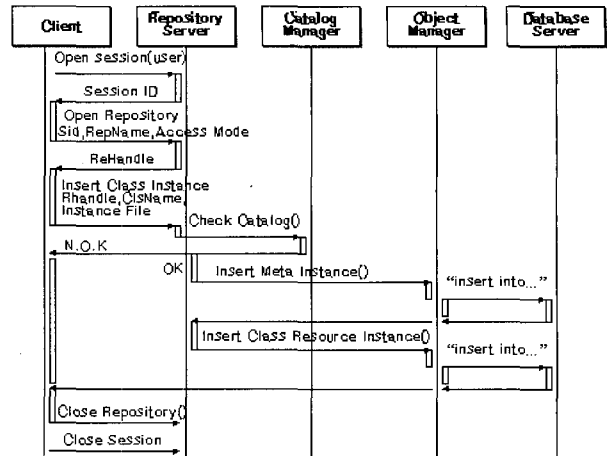 Client
Repository
Server
Catalog
Manager
Object
Manager
Database
Server
Open session(user)
Session ID
Open Repository
Sid,RepName,Access Mode
ReHandle
Insert Class Instance
Rhandle,ClsName,
Instance File
Check Catalog()
N.O.K
OK
Insert Meta Instance()
"insert into..."
Insert Class Resource Instance()
"insert into..."
Close Repository()
Close Session